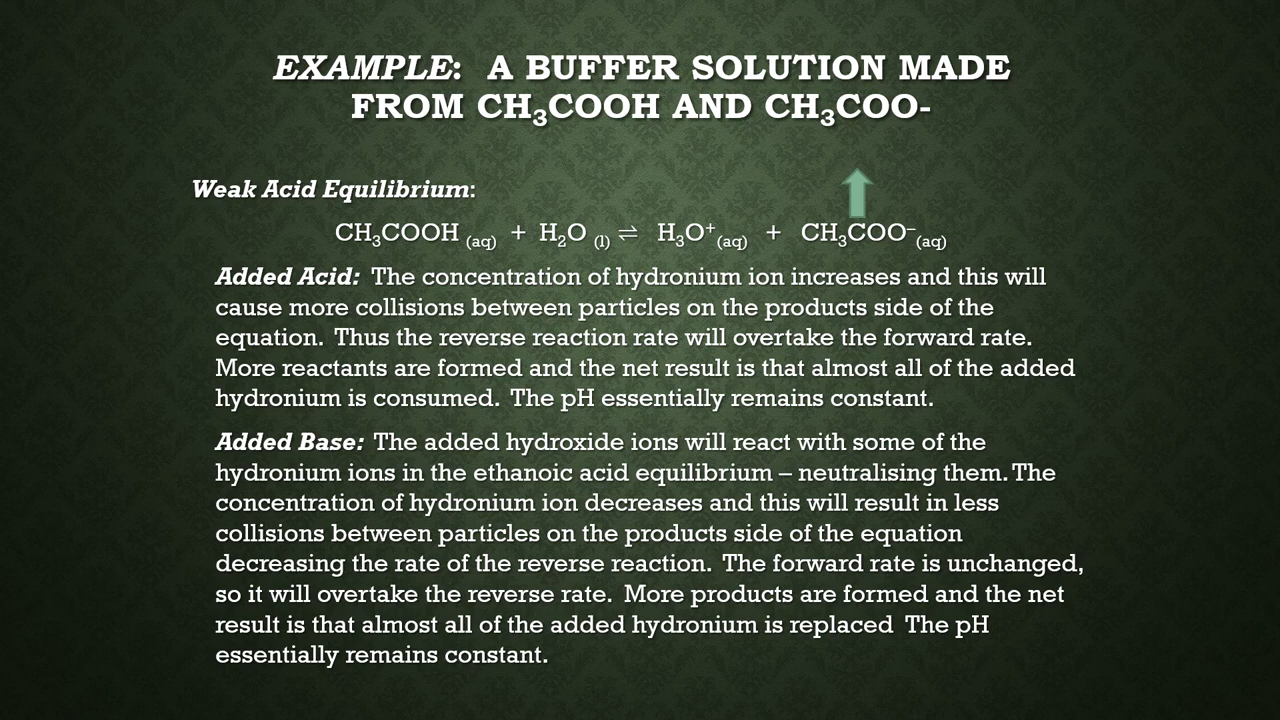 EXAMPLE:  A BUFFER SOLUTION MADE
FROM CH₃COOH AND CH₃COO-
Weak Acid Equilibrium:
CH₃COOH (aq)  +  H₂O (l) ⇌  H₃O⁺(aq)  +  CH₃COO⁻(aq)
Added Acid:  The concentration of hydronium ion increases and this will
cause more collisions between particles on the products side of the
equation.  Thus the reverse reaction rate will overtake the forward rate.
More reactants are formed and the net result is that almost all of the added
hydronium is consumed.  The pH essentially remains constant.
Added Base:  The added hydroxide ions will react with some of the
hydronium ions in the ethanoic acid equilibrium – neutralising them. The
concentration of hydronium ion decreases and this will result in less
collisions between particles on the products side of the equation
decreasing the rate of the reverse reaction.  The forward rate is unchanged,
so it will overtake the reverse rate.  More products are formed and the net
result is that almost all of the added hydronium is replaced  The pH
essentially remains constant.